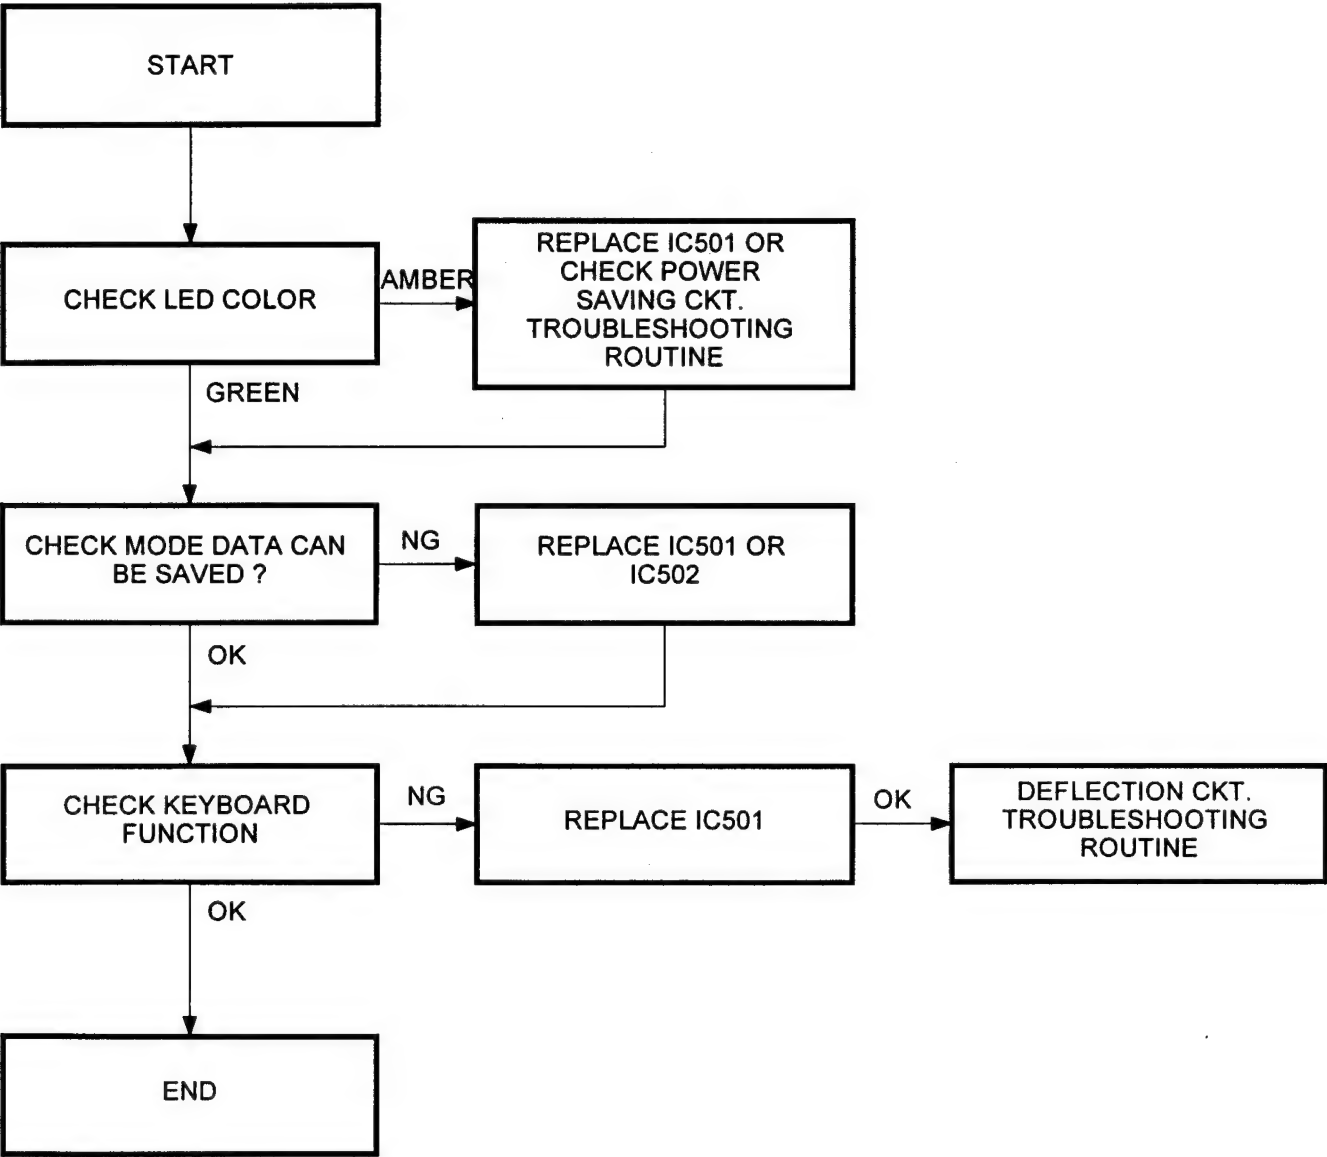 START
CHECK LED COLOR
AMBER
REPLACE IC501 OR
CHECK POWER
SAVING CKT.
TROUBLESHOOTING
ROUTINE
GREEN
CHECK MODE DATA CAN
BE SAVED ?
NG
REPLACE IC501 OR
IC502
OK
CHECK KEYBOARD
FUNCTION
NG
REPLACE IC501
OK
DEFLECTION CKT.
TROUBLESHOOTING
ROUTINE
OK
END